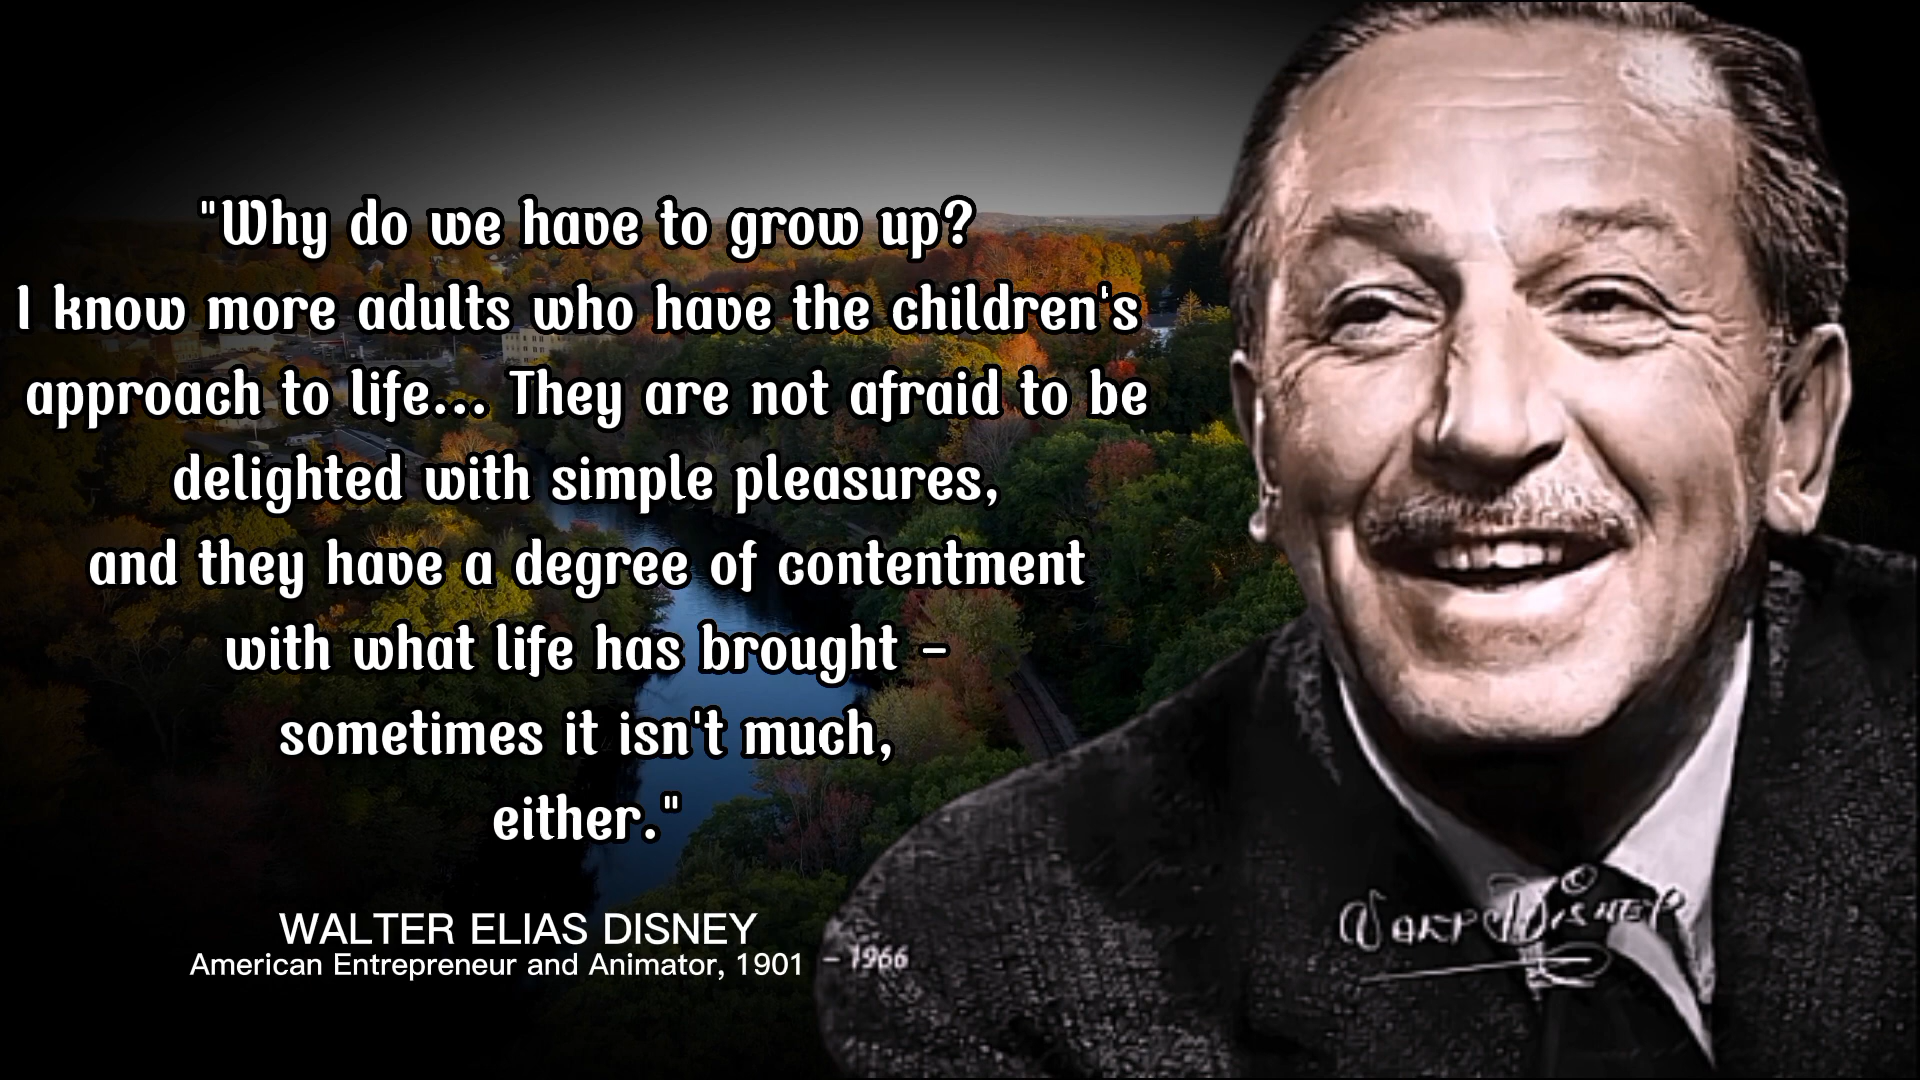 "Why do we have to grow up?
I know more adults who have the children's
approach to life... They are not afraid to be
delighted with simple pleasures,
and they have a degree of contentment
with what life has brought -
sometimes it isn't much,
either."
WALTER ELIAS DISNEY
American Entrepreneur and Animator, 1901 – 1966